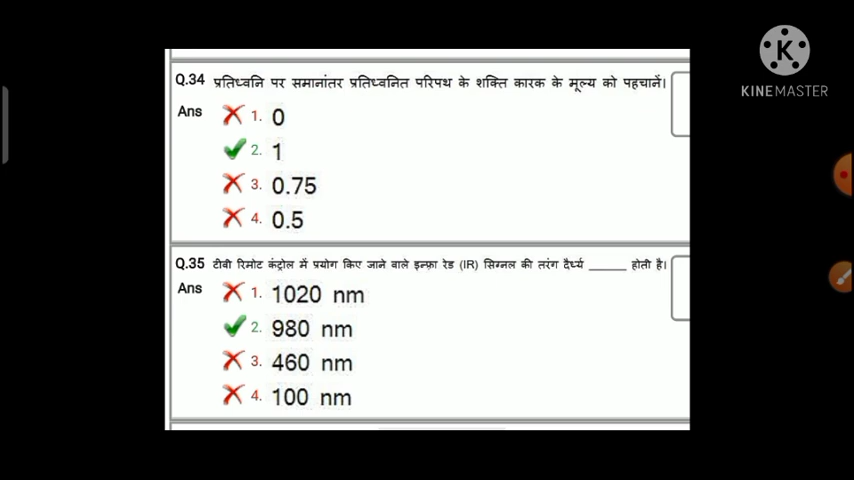 KINEMASTER
Q.34 प्रतिध्वनि पर समानांतर प्रतिध्वनित परिपथ के शक्ति कारक के मूल्य को पहचानें।
Ans 1. 0
2. 1
3. 0.75
4. 0.5
Q.35 टीवी रिमोट कंट्रोल में प्रयोग किए जाने वाले इन्फ्रा रेड (IR) सिग्नल की तरंग दैर्ध्य ______ होती है।
Ans 1. 1020 nm
2. 980 nm
3. 460 nm
4. 100 nm